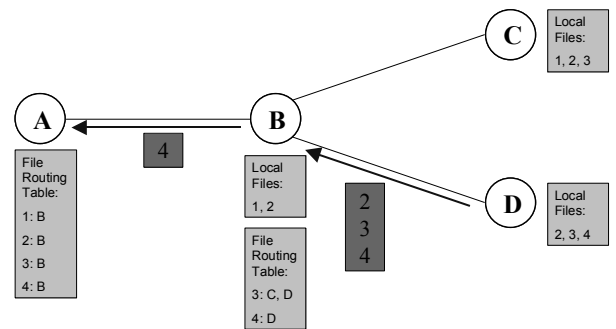 C
Local
Files:
1, 2, 3
A
B
4
File
Routing
Table:
1: B
2: B
3: B
4: B
Local
Files:
1, 2
File
Routing
Table:
3: C, D
4: D
2
3
4
D
Local
Files:
2, 3, 4